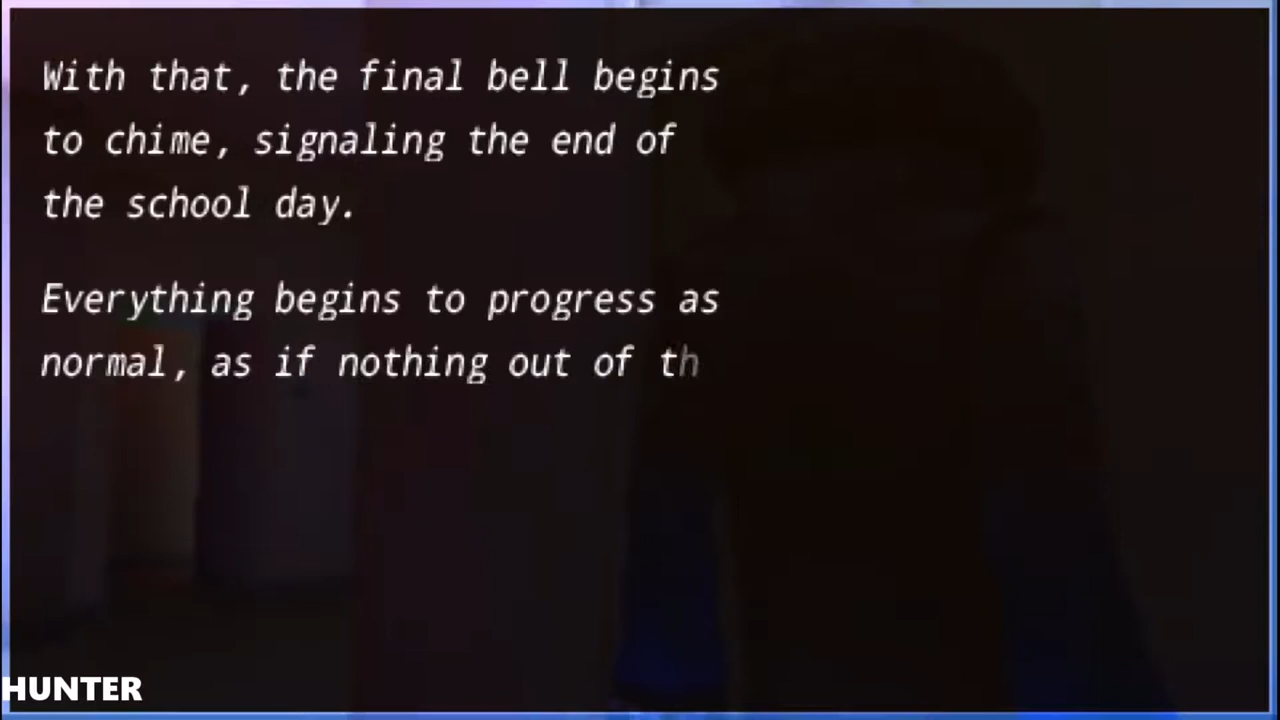 With that, the final bell begins
to chime, signaling the end of
the school day.
Everything begins to progress as
normal, as if nothing out of th
HUNTER